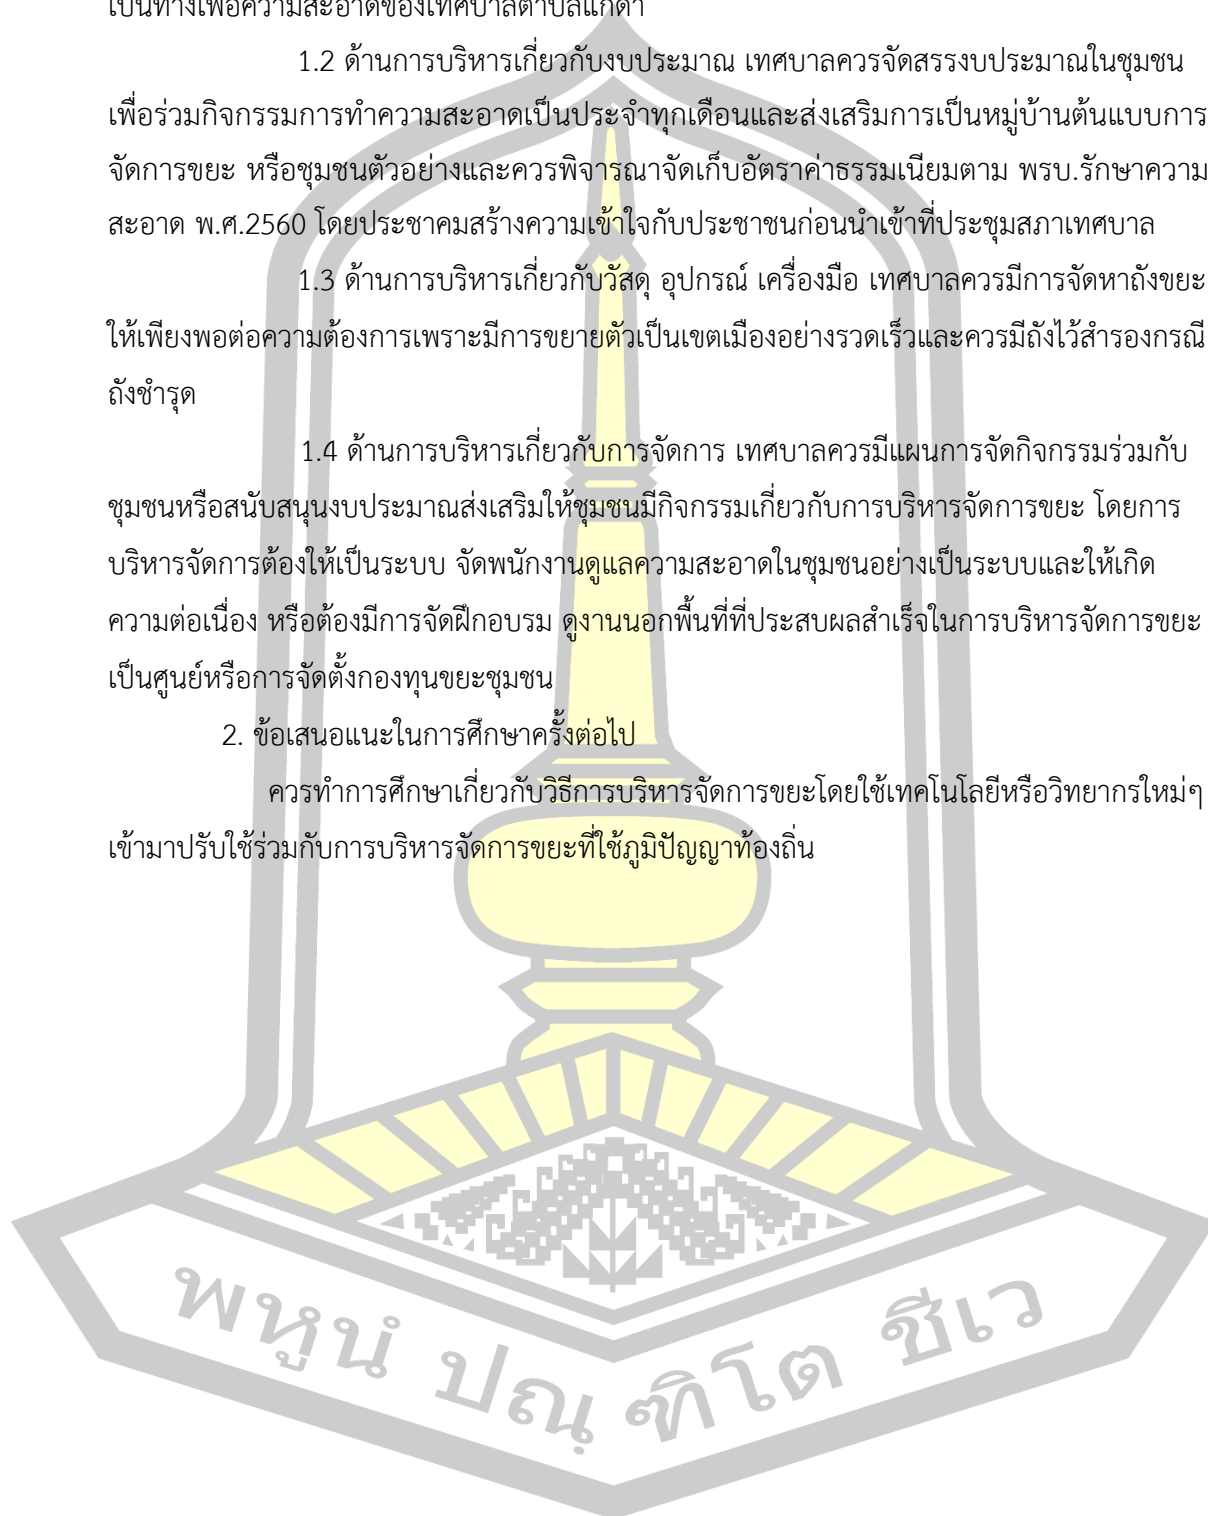 เป็นทางเพื่อความสะอาดของเทศบาลตำบลแกดำ
1.2 ด้านการบริหารเกี่ยวกับงบประมาณ เทศบาลควรจัดสรรงบประมาณในชุมชน
เพื่อร่วมกิจกรรมการทำความสะอาดเป็นประจำทุกเดือนและส่งเสริมการเป็นหมู่บ้านต้นแบบการ
จัดการขยะ หรือชุมชนตัวอย่างและควรพิจารณาจัดเก็บอัตราค่าธรรมเนียมตาม พรบ.รักษาความ
สะอาด พ.ศ.2560 โดยประชาคมสร้างความเข้าใจกับประชาชนก่อนนำเข้าที่ประชุมสภาเทศบาล
1.3 ด้านการบริหารเกี่ยวกับวัสดุ อุปกรณ์ เครื่องมือ เทศบาลควรมีการจัดหาถังขยะ
ให้เพียงพอต่อความต้องการเพราะมีการขยายตัวเป็นเขตเมืองอย่างรวดเร็วและควรมีถังไว้สำรองกรณี
ถังชำรุด
1.4 ด้านการบริหารเกี่ยวกับการจัดการ เทศบาลควรมีแผนการจัดกิจกรรมร่วมกับ
ชุมชนหรือสนับสนุนงบประมาณส่งเสริมให้ชุมชนมีกิจกรรมเกี่ยวกับการบริหารจัดการขยะ โดยการ
บริหารจัดการต้องให้เป็นระบบ จัดพนักงานดูแลความสะอาดในชุมชนอย่างเป็นระบบและให้เกิด
ความต่อเนื่อง หรือต้องมีการจัดฝึกอบรม ดูงานนอกพื้นที่ที่ประสบผลสำเร็จในการบริหารจัดการขยะ
เป็นศูนย์หรือการจัดตั้งกองทุนขยะชุมชน
2. ข้อเสนอแนะในการศึกษาครั้งต่อไป
ควรทำการศึกษาเกี่ยวกับวิธีการบริหารจัดการขยะโดยใช้เทคโนโลยีหรือวิทยากรใหม่ๆ
เข้ามาปรับใช้ร่วมกับการบริหารจัดการขยะที่ใช้ภูมิปัญญาท้องถิ่น
พหูนํ ปณฺ ฑิโต ชีเว